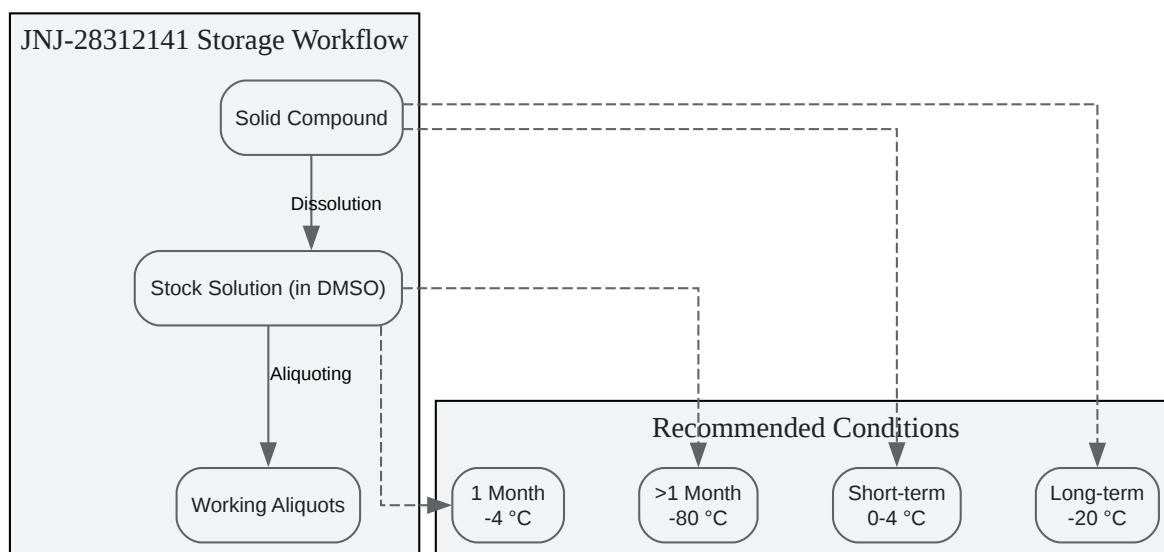 JNJ-28312141 Storage Workflow
Solid Compound
Dissolution
Stock Solution (in DMSO)
Aliquoting
Working Aliquots
Recommended Conditions
1 Month
-4 °C
>1 Month
-80 °C
Short-term
0-4 °C
Long-term
-20 °C